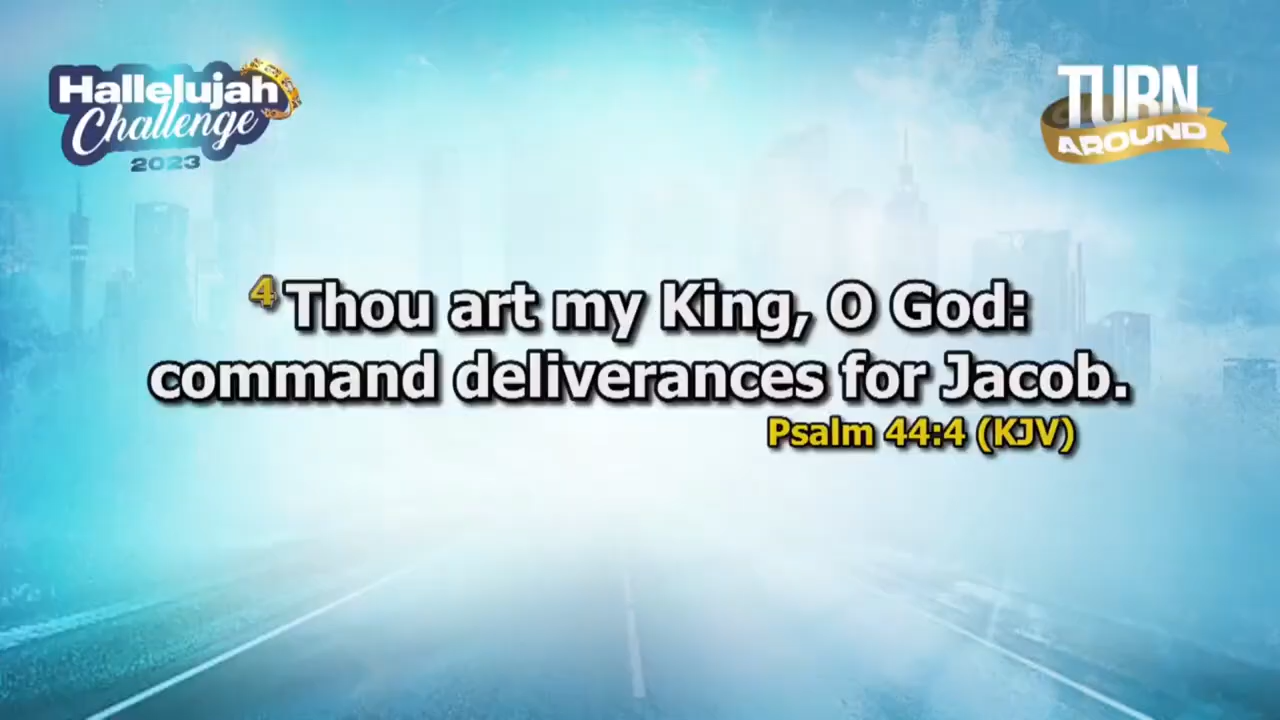 Hallelujah
Challenge
2023
TURN
AROUND
4 Thou art my King, O God:
command deliverances for Jacob.
Psalm 44:4 (KJV)